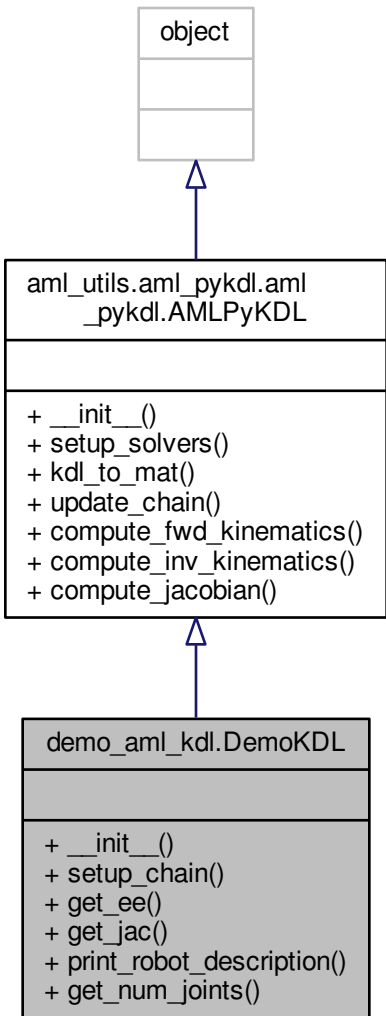 object
aml_utils.aml_pykdl.aml
_pykdl.AMLPyKDL
+ __init__()
+ setup_solvers()
+ kdl_to_mat()
+ update_chain()
+ compute_fwd_kinematics()
+ compute_inv_kinematics()
+ compute_jacobian()
demo_aml_kdl.DemoKDL
+ __init__()
+ setup_chain()
+ get_ee()
+ get_jac()
+ print_robot_description()
+ get_num_joints()